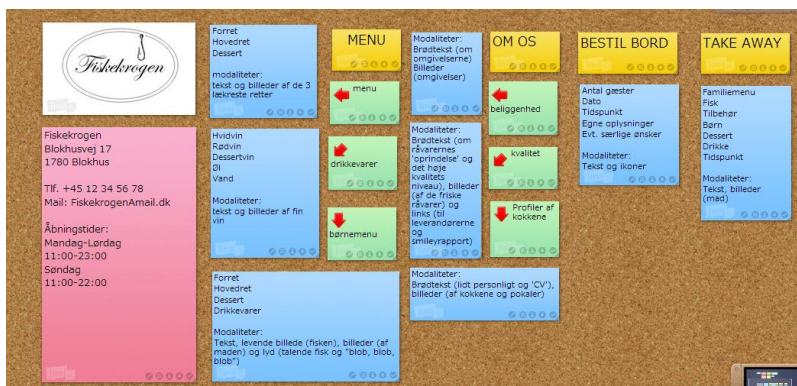 Fiskekrogen
Fiskekrogen
Blokhusvej 17
1780 Blokhus
Tlf. +45 12 34 56 78
Mail: FiskekrogenAmail.dk
Åbningstider:
Mandag-Lørdag
11:00-23:00
Søndag
11:00-22:00
Forret
Hovedret
Dessert
modaliteter:
tekst og billeder af de 3
lækreste retter
Hvidvin
Rødvin
Dessertvin
Øl
Vand
Modaliteter:
tekst og billeder af fin
vin
Forret
Hovedret
Dessert
Drikkevarer
Modaliteter:
Tekst, levende billede (fisken), billeder (af
maden) og lyd (talende fisk og "blob, blob,
blob")
MENU
menu
drikkevarer
børnemenu
Modaliteter:
Brødtekst (om
omgivelserne)
Billeder
(omgivelser)
Modaliteter:
Brødtekst (om
råvarernes
'oprindelse' og
det høje
kvalitets
niveau), billeder
(af de friske
råvarer) og
links (til
leverandørerne
og
smileyrapport)
Modaliteter:
Brødtekst (lidt personligt og 'CV'),
billeder (af kokkene og pokaler)
OM OS
beliggenhed
kvalitet
Profiler af
kokkene
BESTIL BORD
Antal gæster
Dato
Tidspunkt
Egne oplysninger
Evt. særlige ønsker
Modaliteter:
Tekst og ikoner
TAKE AWAY
Familiemenu
Fisk
Tilbehør
Børn
Dessert
Drikke
Tidspunkt
Modaliteter:
Tekst, billeder
(mad)